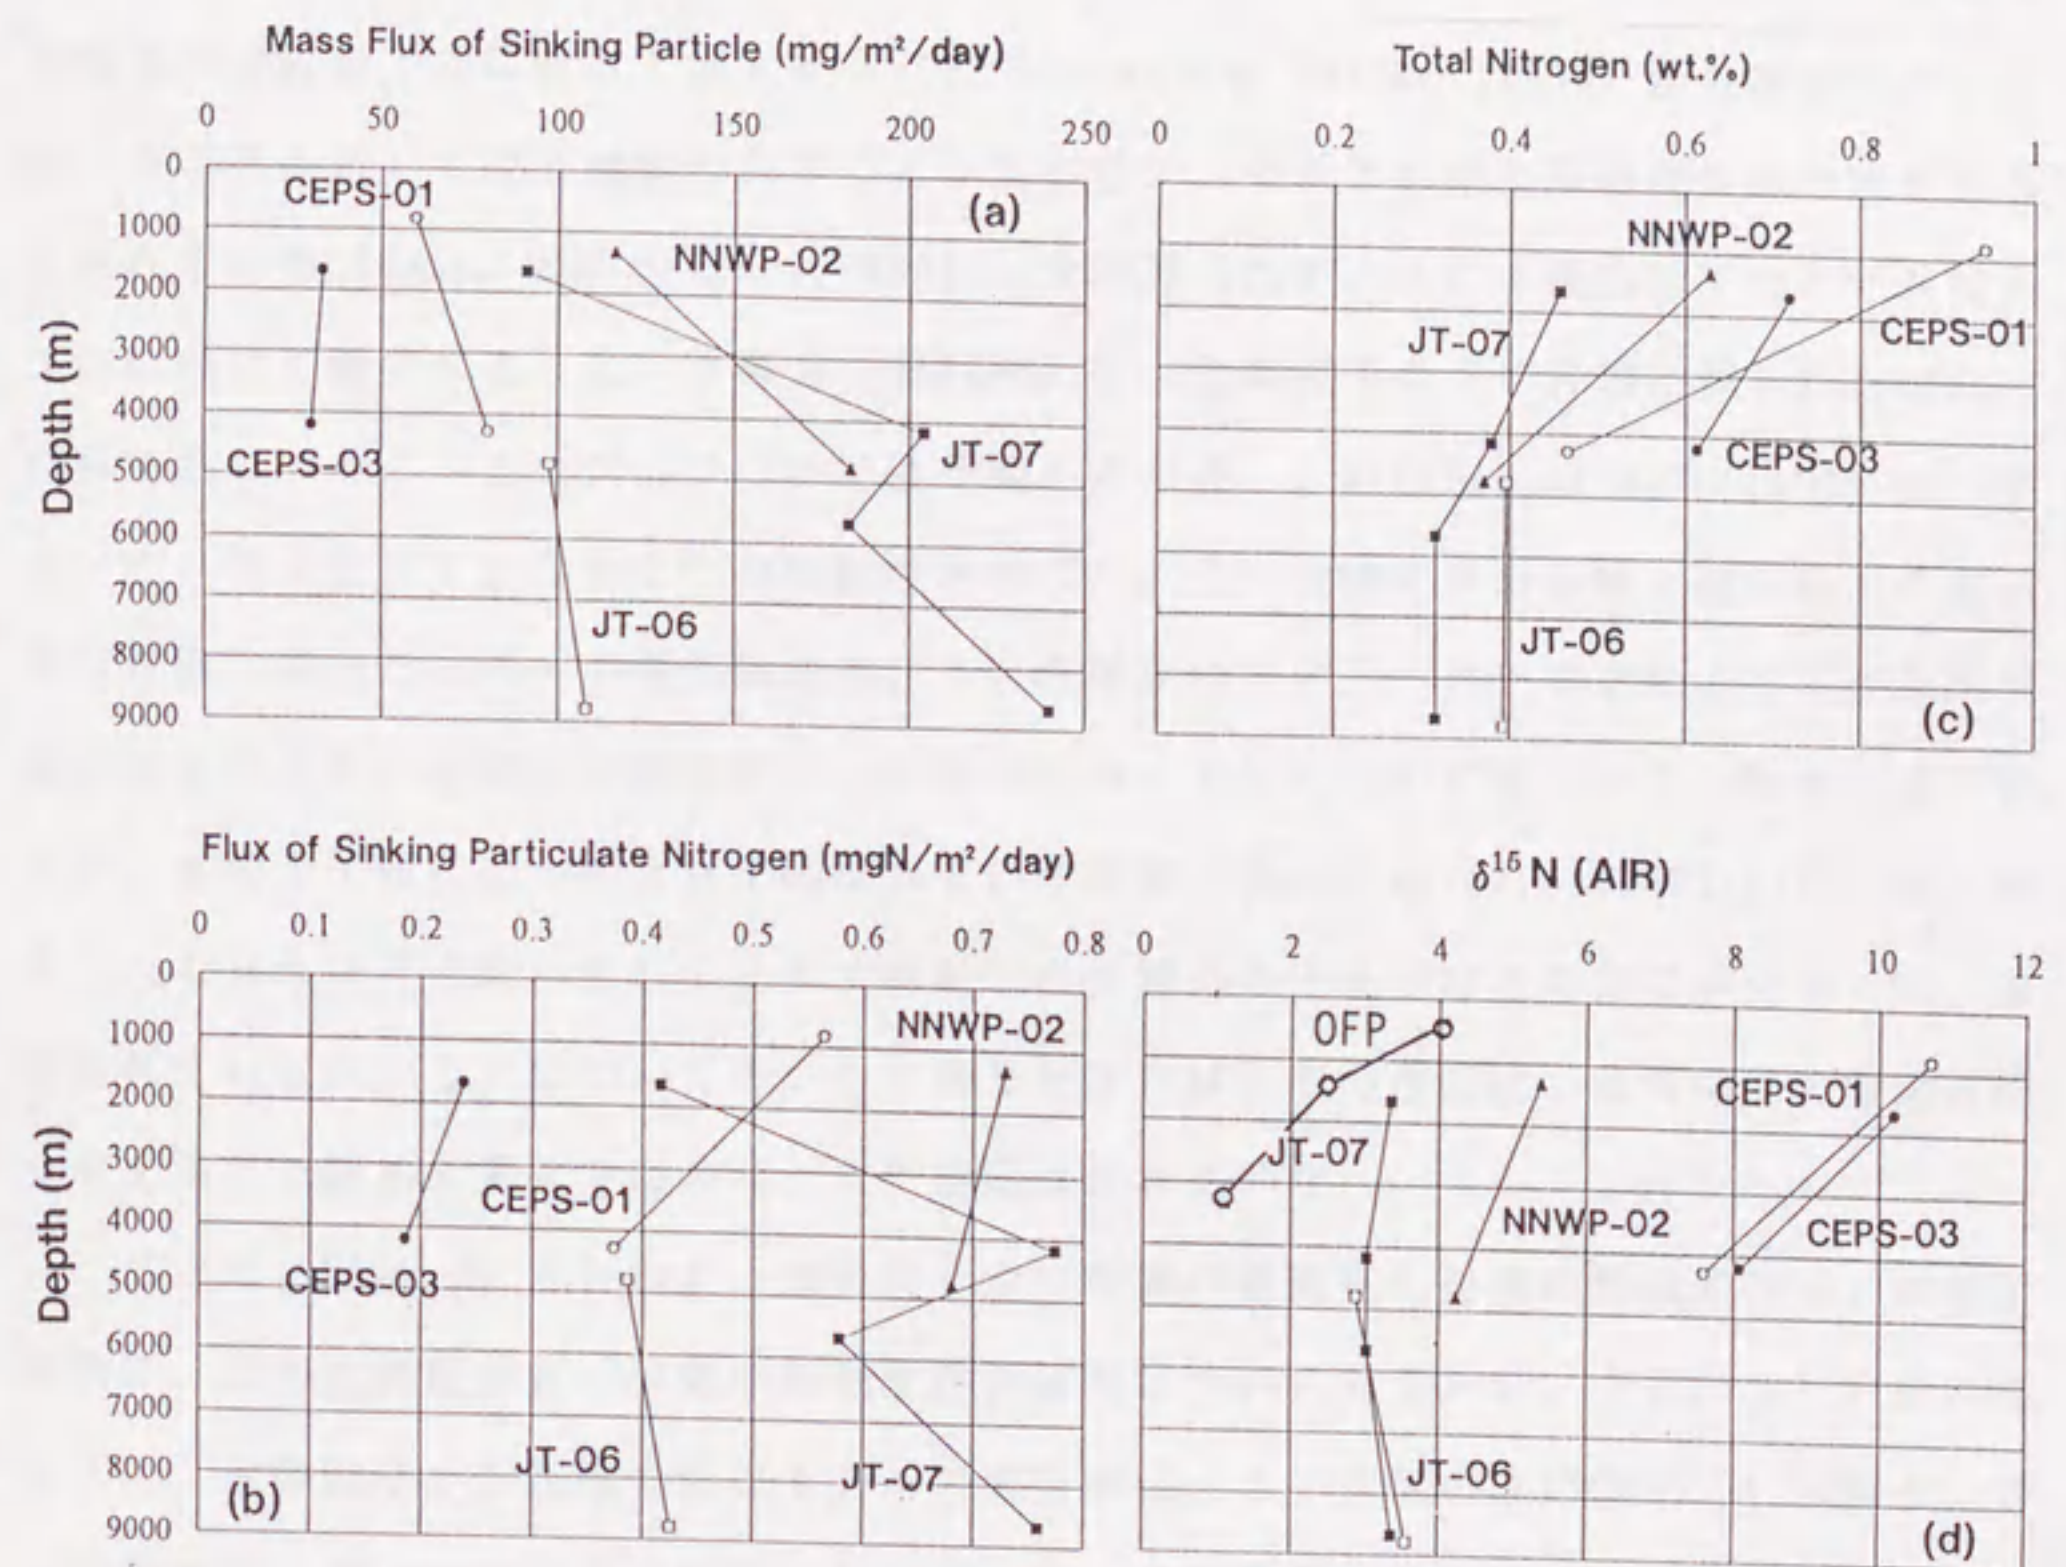 Mass Flux of Sinking Particle (mg/m²/day)
0 50 100 150 200 250
0
1000
2000
3000
4000
5000
6000
7000
8000
9000
Depth (m)
CEPS-01
(a)
NNWP-02
CEPS-03
JT-07
JT-06
Total Nitrogen (wt.%)
0 0.2 0.4 0.6 0.8 1
NNWP-02
JT-07
CEPS-01
CEPS-03
JT-06
(c)
Flux of Sinking Particulate Nitrogen (mgN/m²/day)
0 0.1 0.2 0.3 0.4 0.5 0.6 0.7 0.8
0
1000
2000
3000
4000
5000
6000
7000
8000
9000
Depth (m)
NNWP-02
CEPS-01
CEPS-03
JT-06
JT-07
(b)
δ¹⁵N (AIR)
0 2 4 6 8 10 12
OFP
CEPS-01
JT-07
NNWP-02
CEPS-03
JT-06
(d)